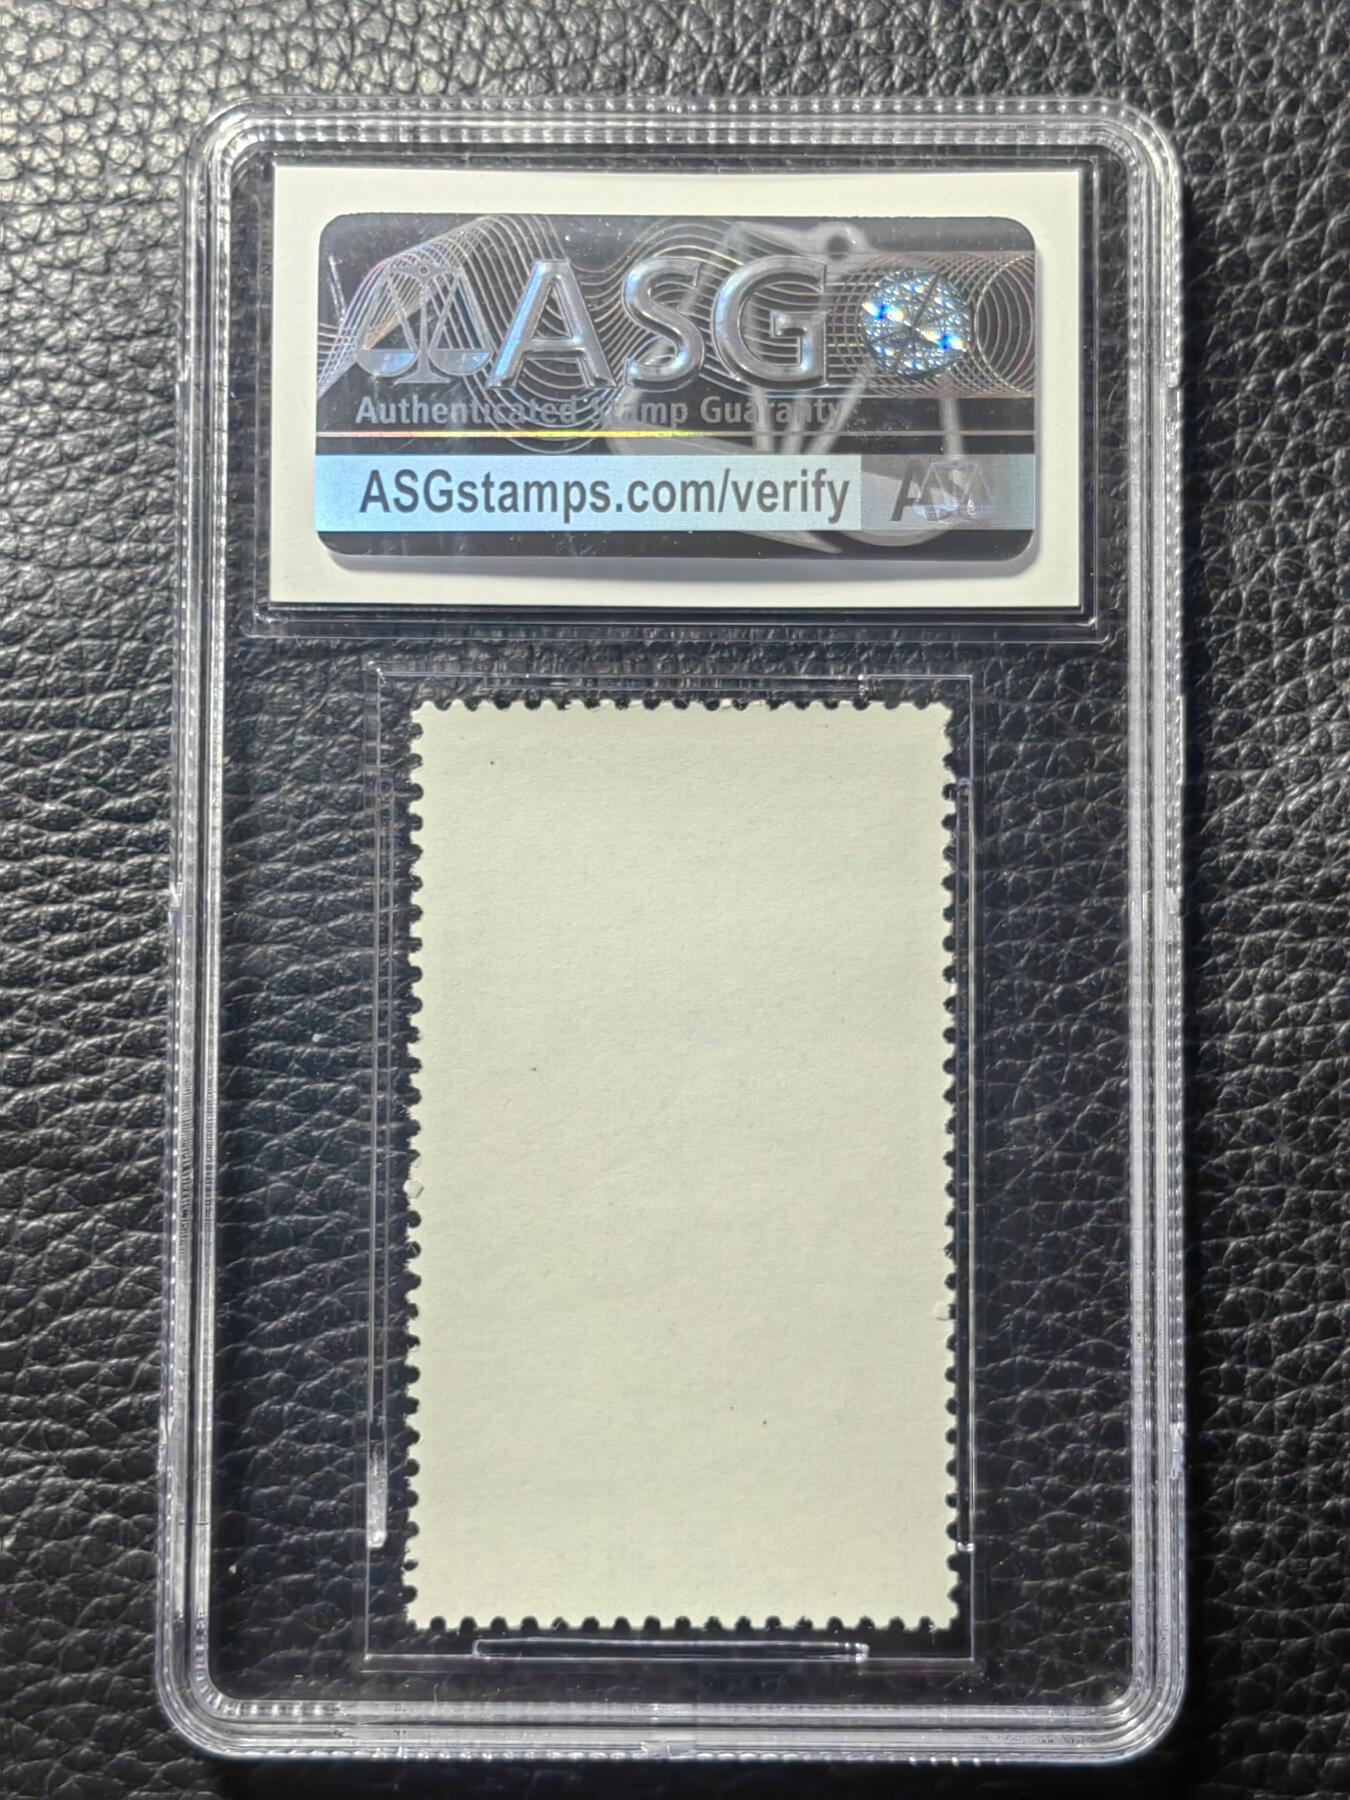 ASG
Authenticated Stamp Guaranty
ASGstamps.com/verify